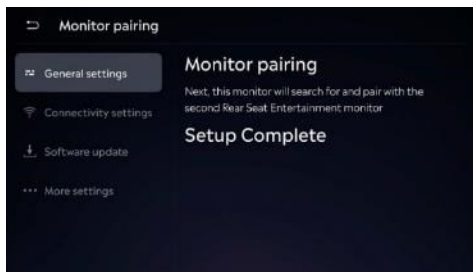 Monitor pairing
General settings
Connectivity settings
Software update
More settings
Monitor pairing
Next, this monitor will search for and pair with the
second Rear Seat Entertainment monitor
Setup Complete